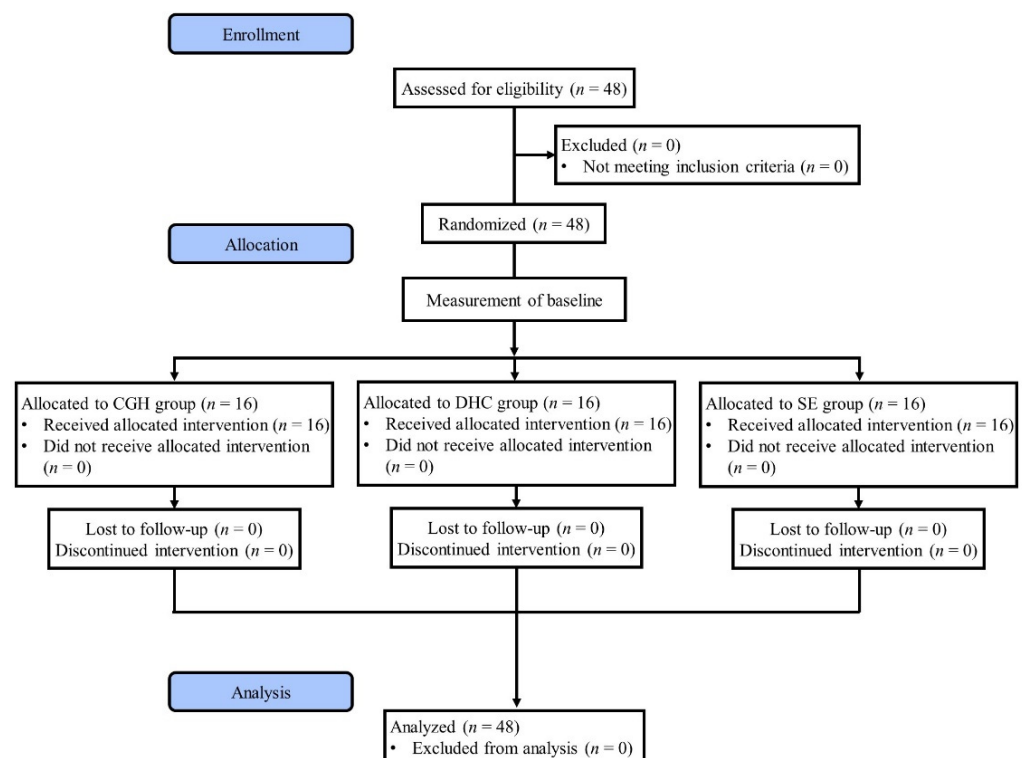 Enrollment
Assessed for eligibility (n = 48)
Excluded (n = 0)
• Not meeting inclusion criteria (n = 0)
Randomized (n = 48)
Allocation
Measurement of baseline
Allocated to CGH group (n = 16)
• Received allocated intervention (n = 16)
• Did not receive allocated intervention
(n = 0)
Allocated to DHC group (n = 16)
• Received allocated intervention (n = 16)
• Did not receive allocated intervention
(n = 0)
Allocated to SE group (n = 16)
• Received allocated intervention (n = 16)
• Did not receive allocated intervention
(n = 0)
Lost to follow-up (n = 0)
Discontinued intervention (n = 0)
Lost to follow-up (n = 0)
Discontinued intervention (n = 0)
Lost to follow-up (n = 0)
Discontinued intervention (n = 0)
Analysis
Analyzed (n = 48)
• Excluded from analysis (n = 0)